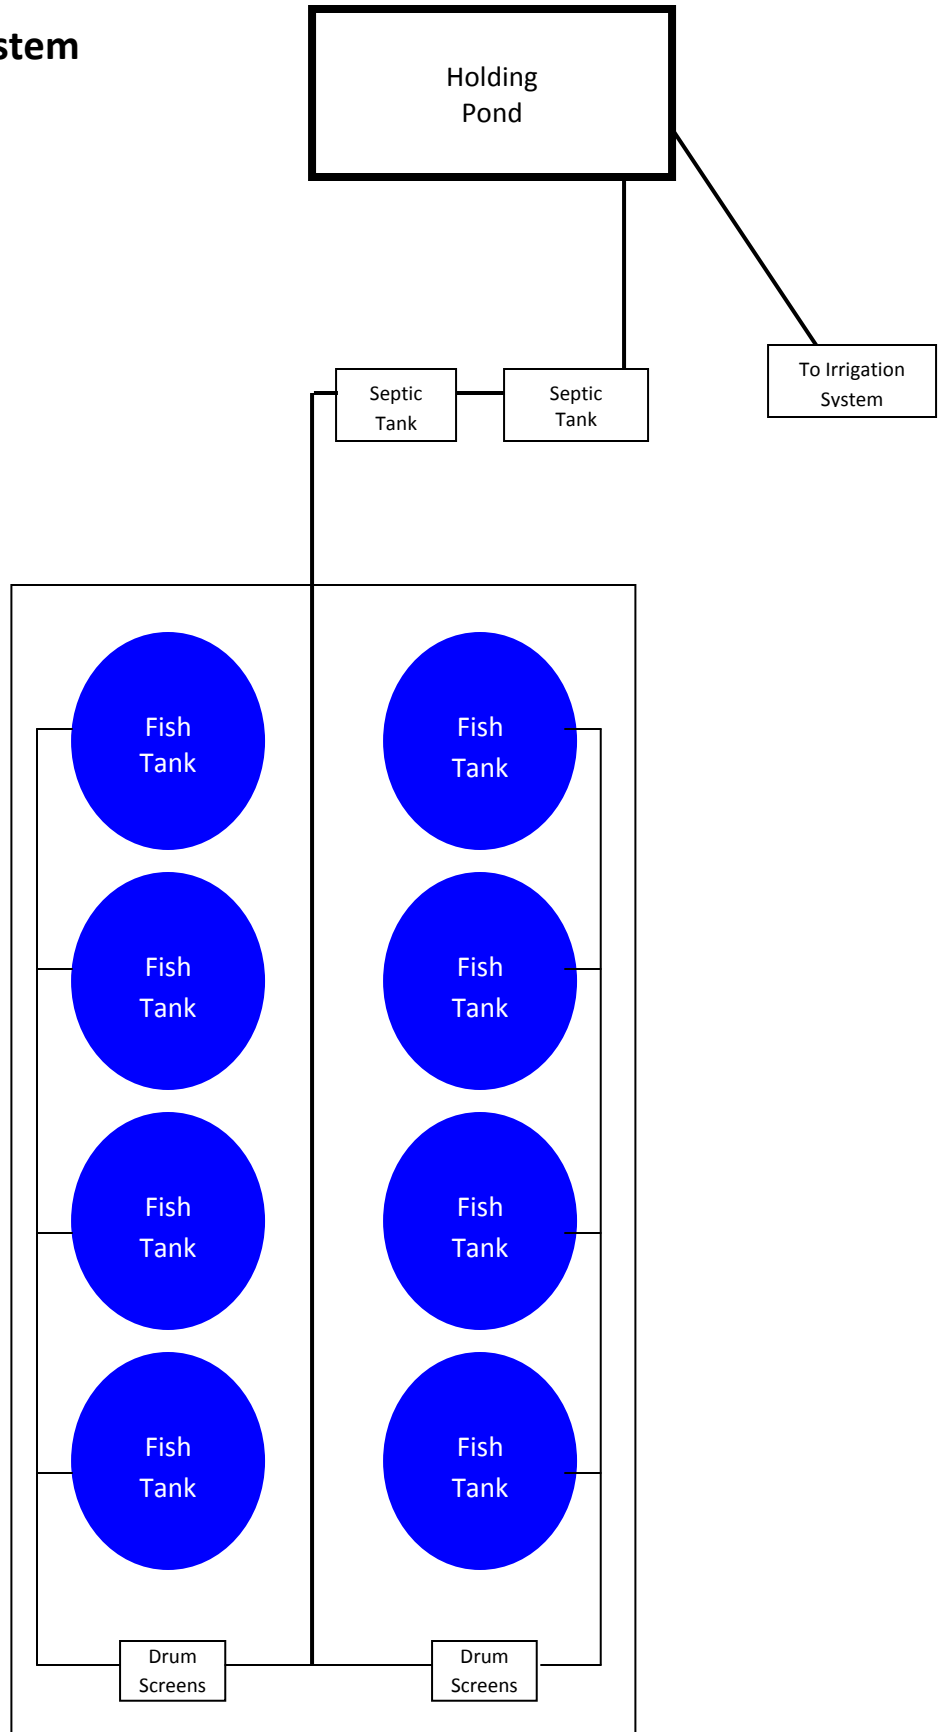 stem
Holding
Pond
To Irrigation
System
Septic
Tank
Septic
Tank
Fish
Tank
Fish
Tank
Fish
Tank
Fish
Tank
Fish
Tank
Fish
Tank
Fish
Tank
Fish
Tank
Drum
Screens
Drum
Screens